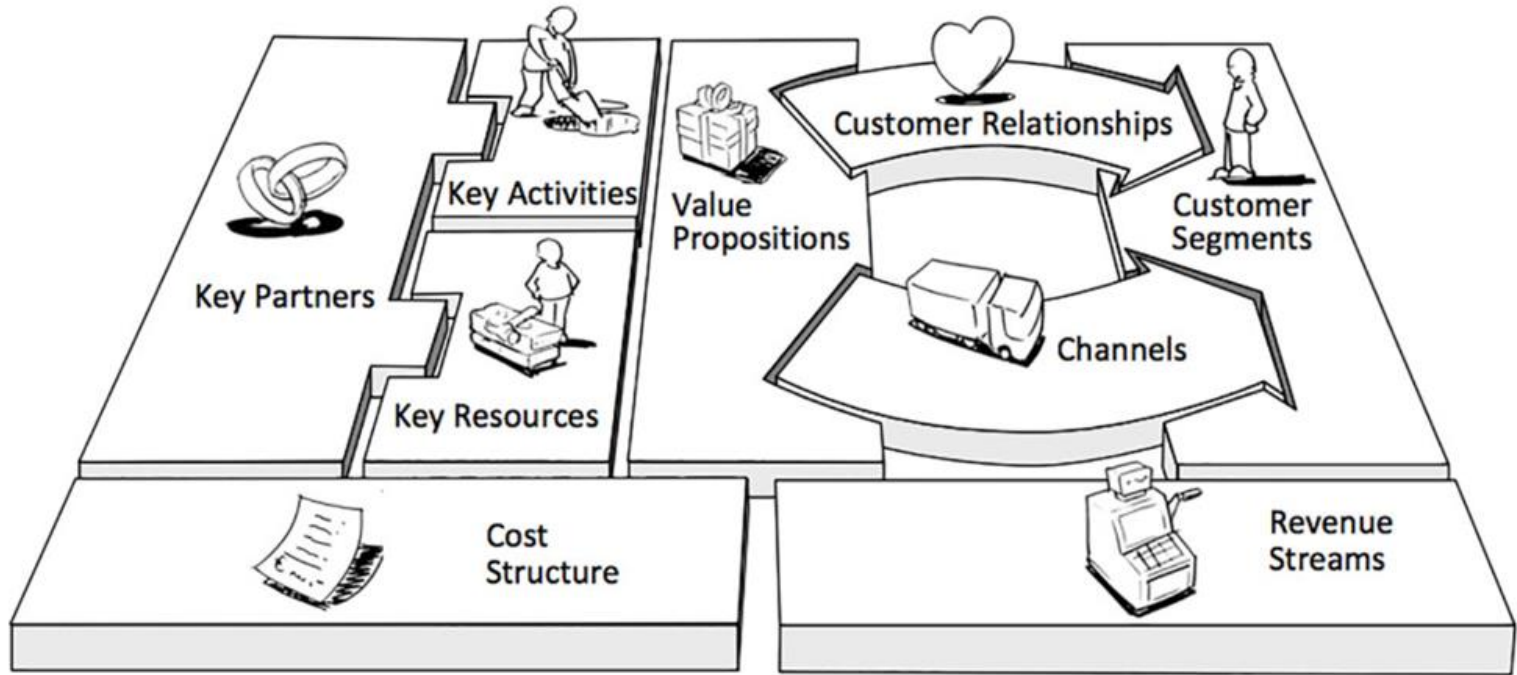 Customer Relationships
Key Activities
Value
Propositions
Customer
Segments
Key Partners
Channels
Key Resources
Cost
Structure
Revenue
Streams